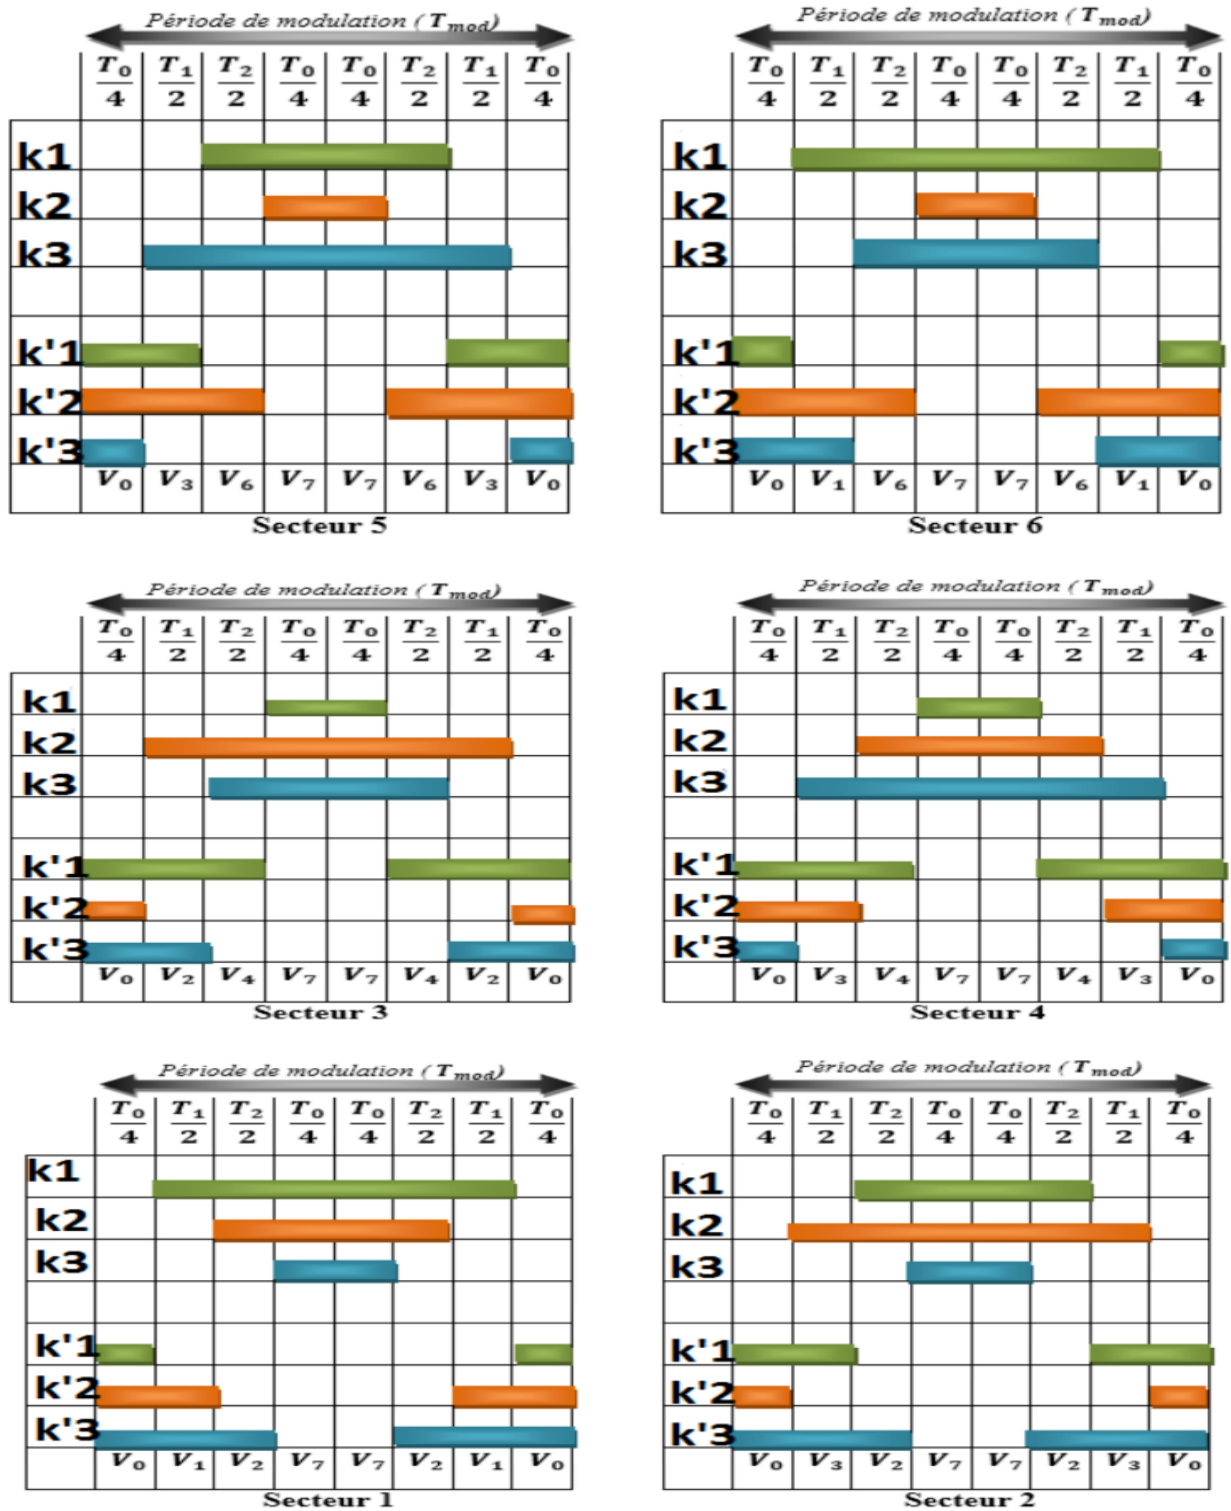 Période de modulation ( T_mod) Période de modulation ( T_mod)
T0/4 T1/2 T2/2 T0/4 T0/4 T2/2 T1/2 T0/4 T0/4 T1/2 T2/2 T0/4 T0/4 T2/2 T1/2 T0/4
k1 k1
k2 k2
k3 k3
k'1 k'1
k'2 k'2
k'3 k'3
V0 V3 V6 V7 V7 V6 V3 V0 V0 V1 V6 V7 V7 V6 V1 V0
Secteur 5 Secteur 6
Période de modulation ( T_mod) Période de modulation ( T_mod)
T0/4 T1/2 T2/2 T0/4 T0/4 T2/2 T1/2 T0/4 T0/4 T1/2 T2/2 T0/4 T0/4 T2/2 T1/2 T0/4
k1 k1
k2 k2
k3 k3
k'1 k'1
k'2 k'2
k'3 k'3
V0 V2 V4 V7 V7 V4 V2 V0 V0 V3 V4 V7 V7 V4 V3 V0
Secteur 3 Secteur 4
Période de modulation ( T_mod) Période de modulation ( T_mod)
T0/4 T1/2 T2/2 T0/4 T0/4 T2/2 T1/2 T0/4 T0/4 T1/2 T2/2 T0/4 T0/4 T2/2 T1/2 T0/4
k1 k1
k2 k2
k3 k3
k'1 k'1
k'2 k'2
k'3 k'3
V0 V1 V2 V7 V7 V2 V1 V0 V0 V3 V2 V7 V7 V2 V3 V0
Secteur 1 Secteur 2